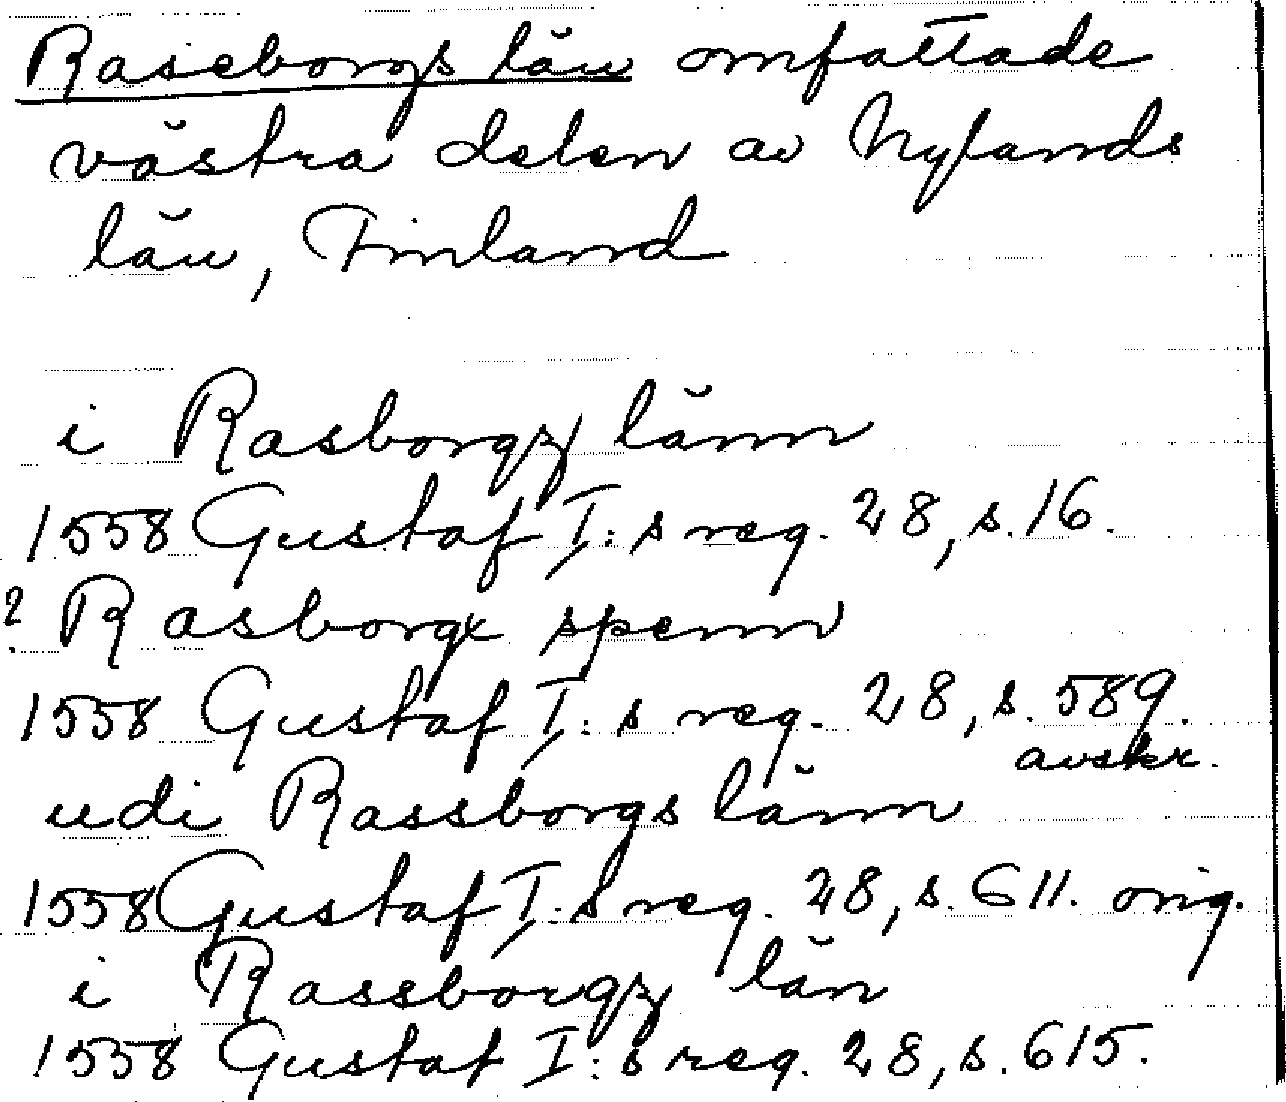 Raseborgs län omfattade
västra delen av Nylands
län, Finland
i Rasborgz länn
1558 Gustaf I:s reg. 28, s. 16.
? Rasborgx spenn
1558 Gustaf I:s reg. 28, s. 589.
avskr.
udi Rassborgs länn
1558 Gustaf I:s reg. 28, s. 611. orig.
i Rassborgz län
1558 Gustaf I:s reg. 28, s. 615.